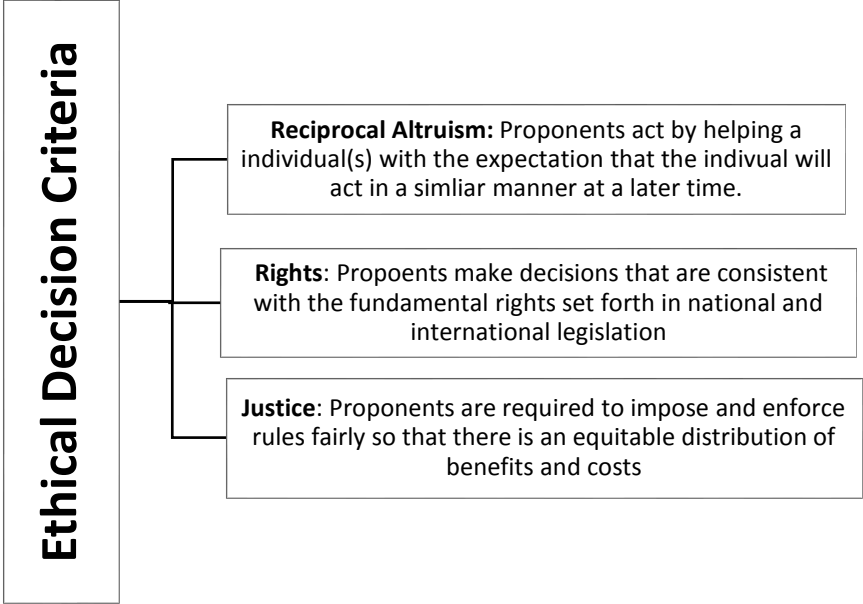 Ethical Decision Criteria
Reciprocal Altruism: Proponents act by helping a
individual(s) with the expectation that the indivual will
act in a simliar manner at a later time.
Rights: Propoents make decisions that are consistent
with the fundamental rights set forth in national and
international legislation
Justice: Proponents are required to impose and enforce
rules fairly so that there is an equitable distribution of
benefits and costs